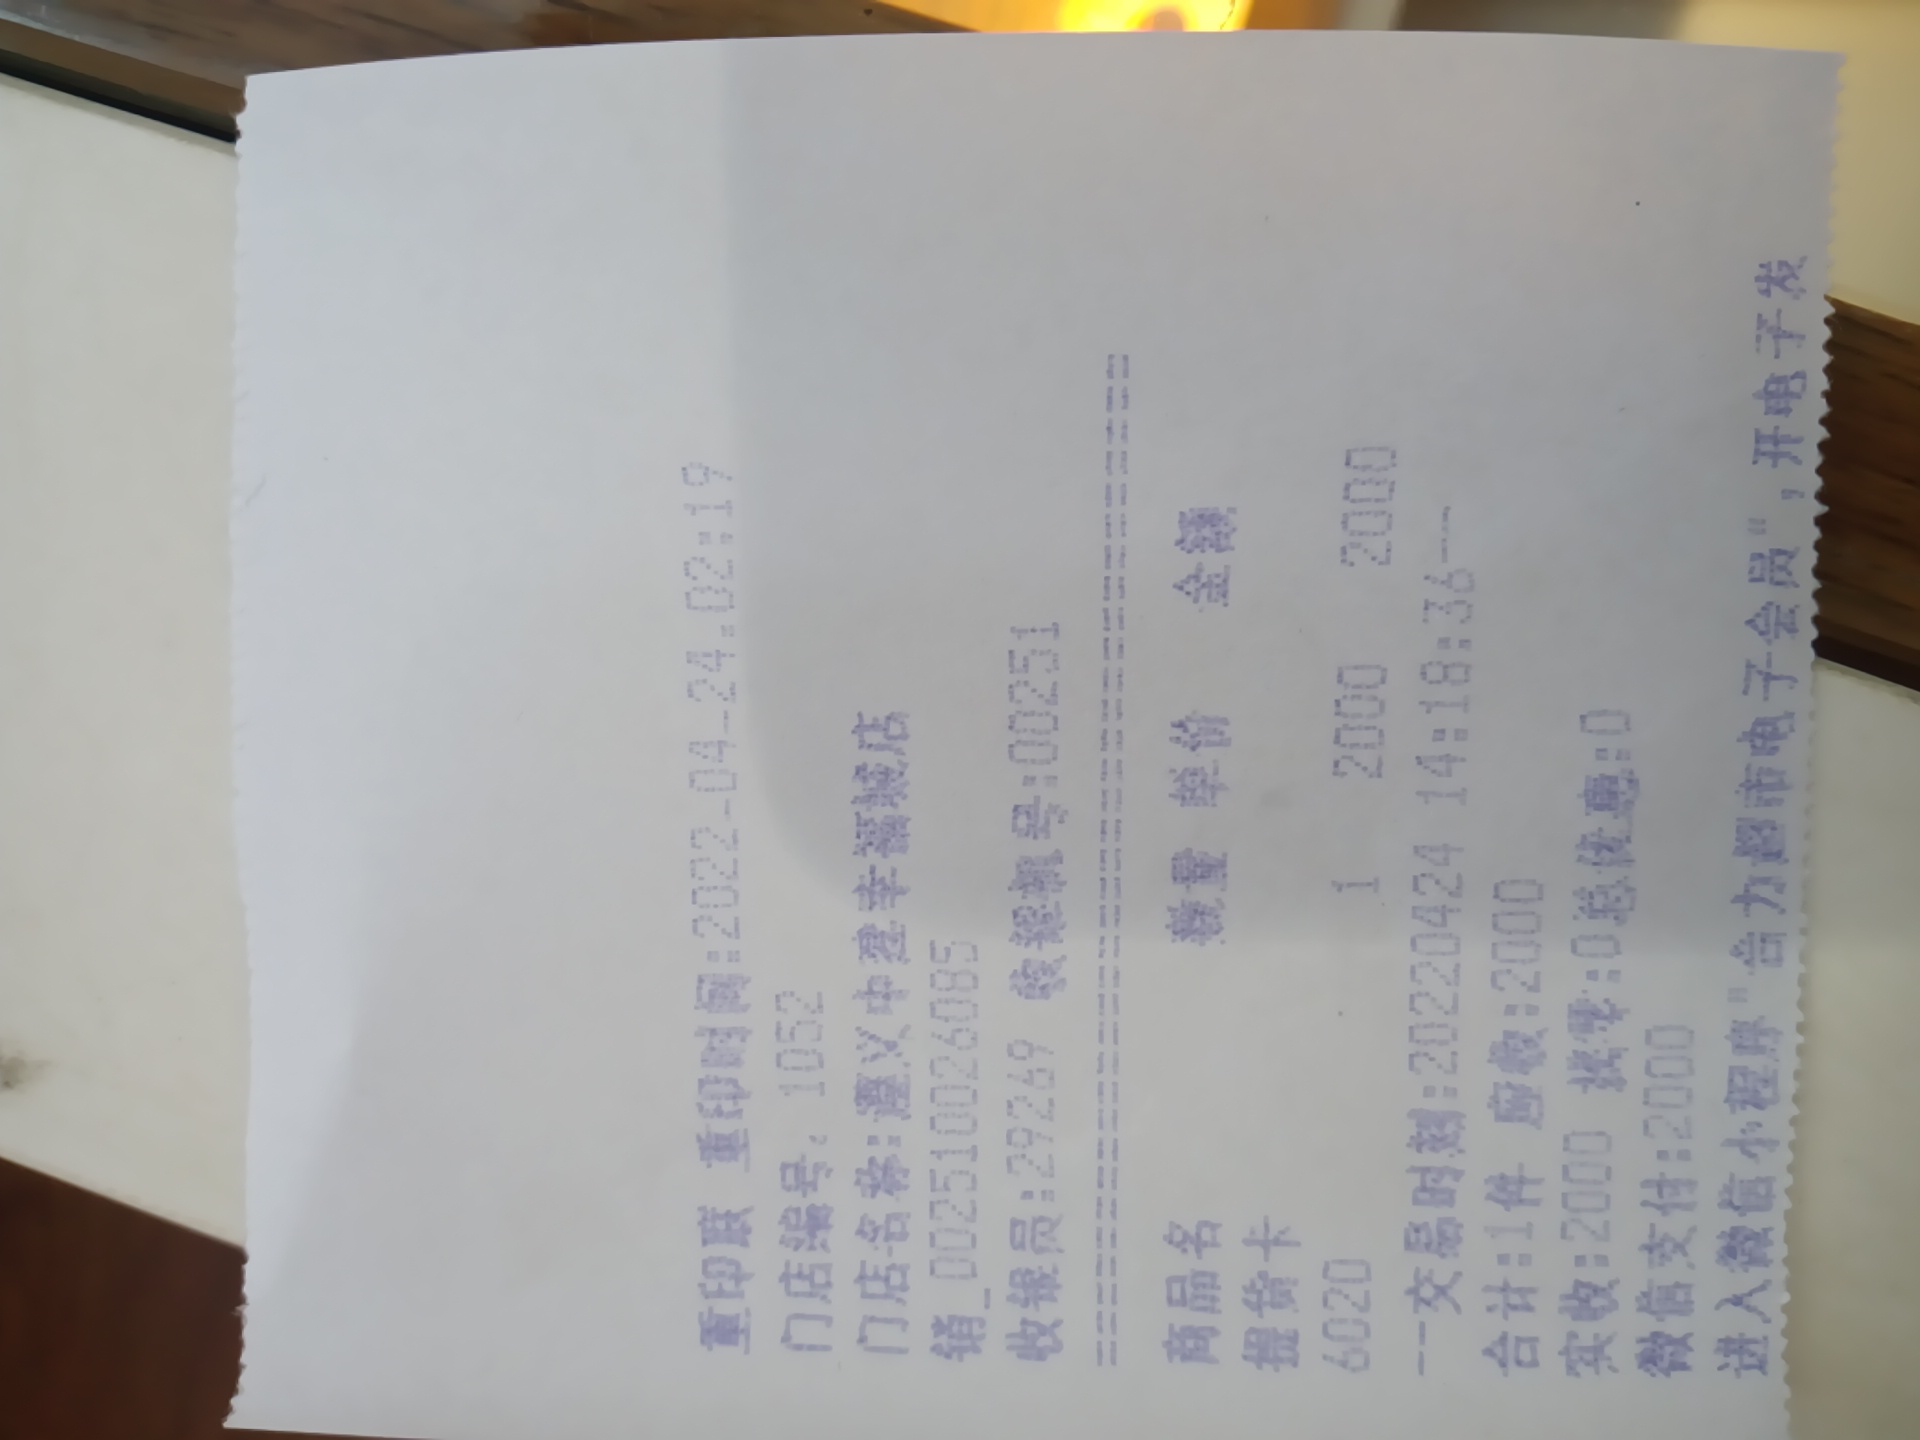 重印联 重印时间:2022-04-24.02:19
门店编号: 1052
门店名称:遵义中建幸福城店
销_002510026085
收银员:29269 收银机号:00251
========================================
商品名 数量 单价 金额
提货卡
6020 1 2000 2000
--交易时刻:20220424 14:18:36--
合计:1件 应收:2000
实收:2000 找零:0总优惠:0
微信支付:2000
进入微信小程序"合力超市电子会员",开电子发